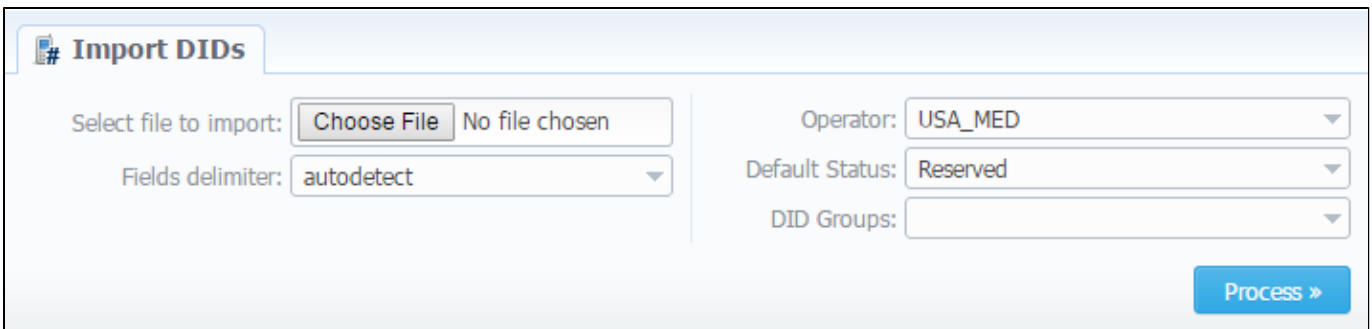 # Import DIDs
Select file to import: Choose File No file chosen
Fields delimiter: autodetect
Operator: USA_MED
Default Status: Reserved
DID Groups:
Process »